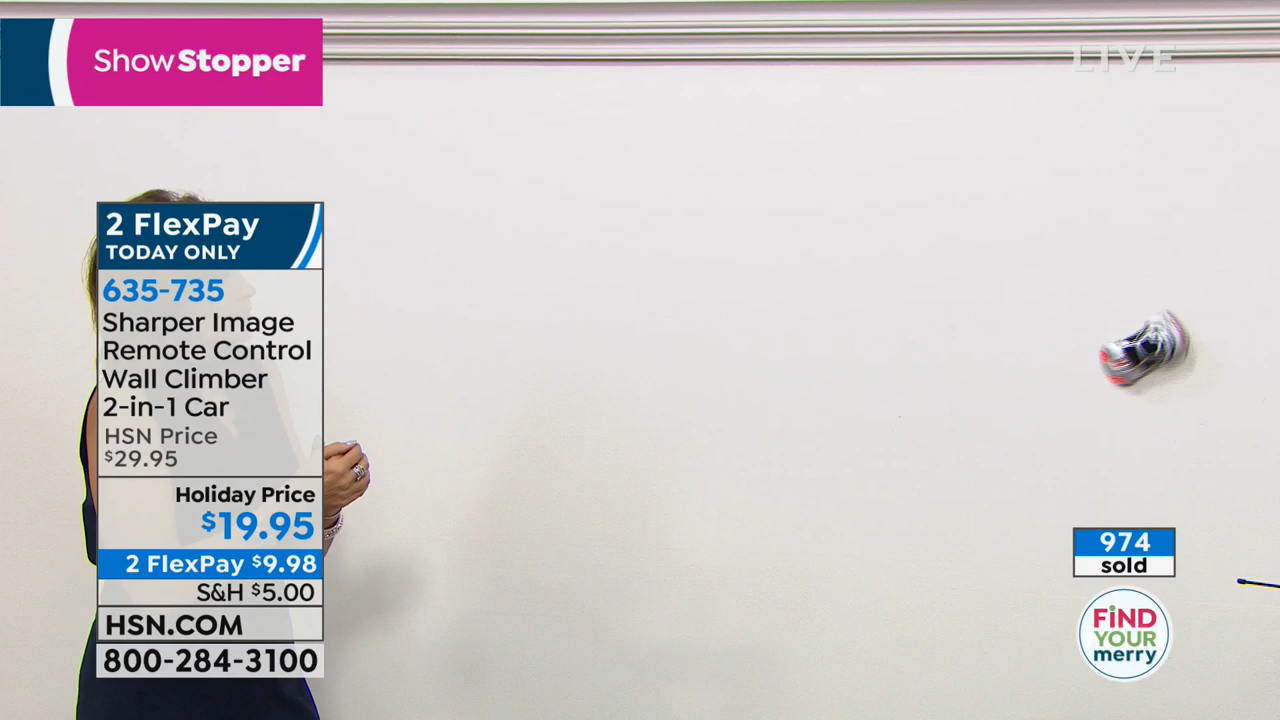 ShowStopper
LIVE
2 FlexPay
TODAY ONLY
635-735
Sharper Image
Remote Control
Wall Climber
2-in-1 Car
HSN Price
$29.95
Holiday Price
$19.95
2 FlexPay $9.98
S&H $5.00
HSN.COM
800-284-3100
974
sold
FiND
YOUR
merry